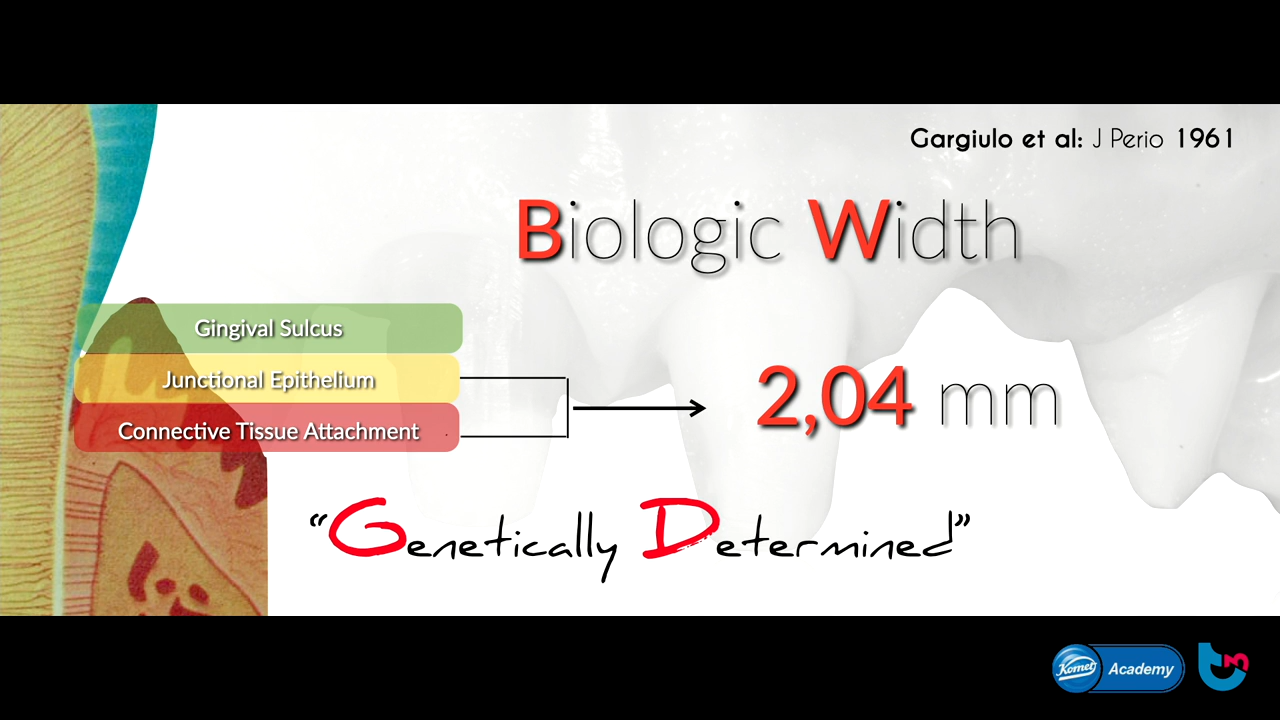 Gargiulo et al: J Perio 1961
Biologic Width
Gingival Sulcus
Junctional Epithelium
Connective Tissue Attachment
2,04 mm
“Genetically Determined”
Komet Academy
tm